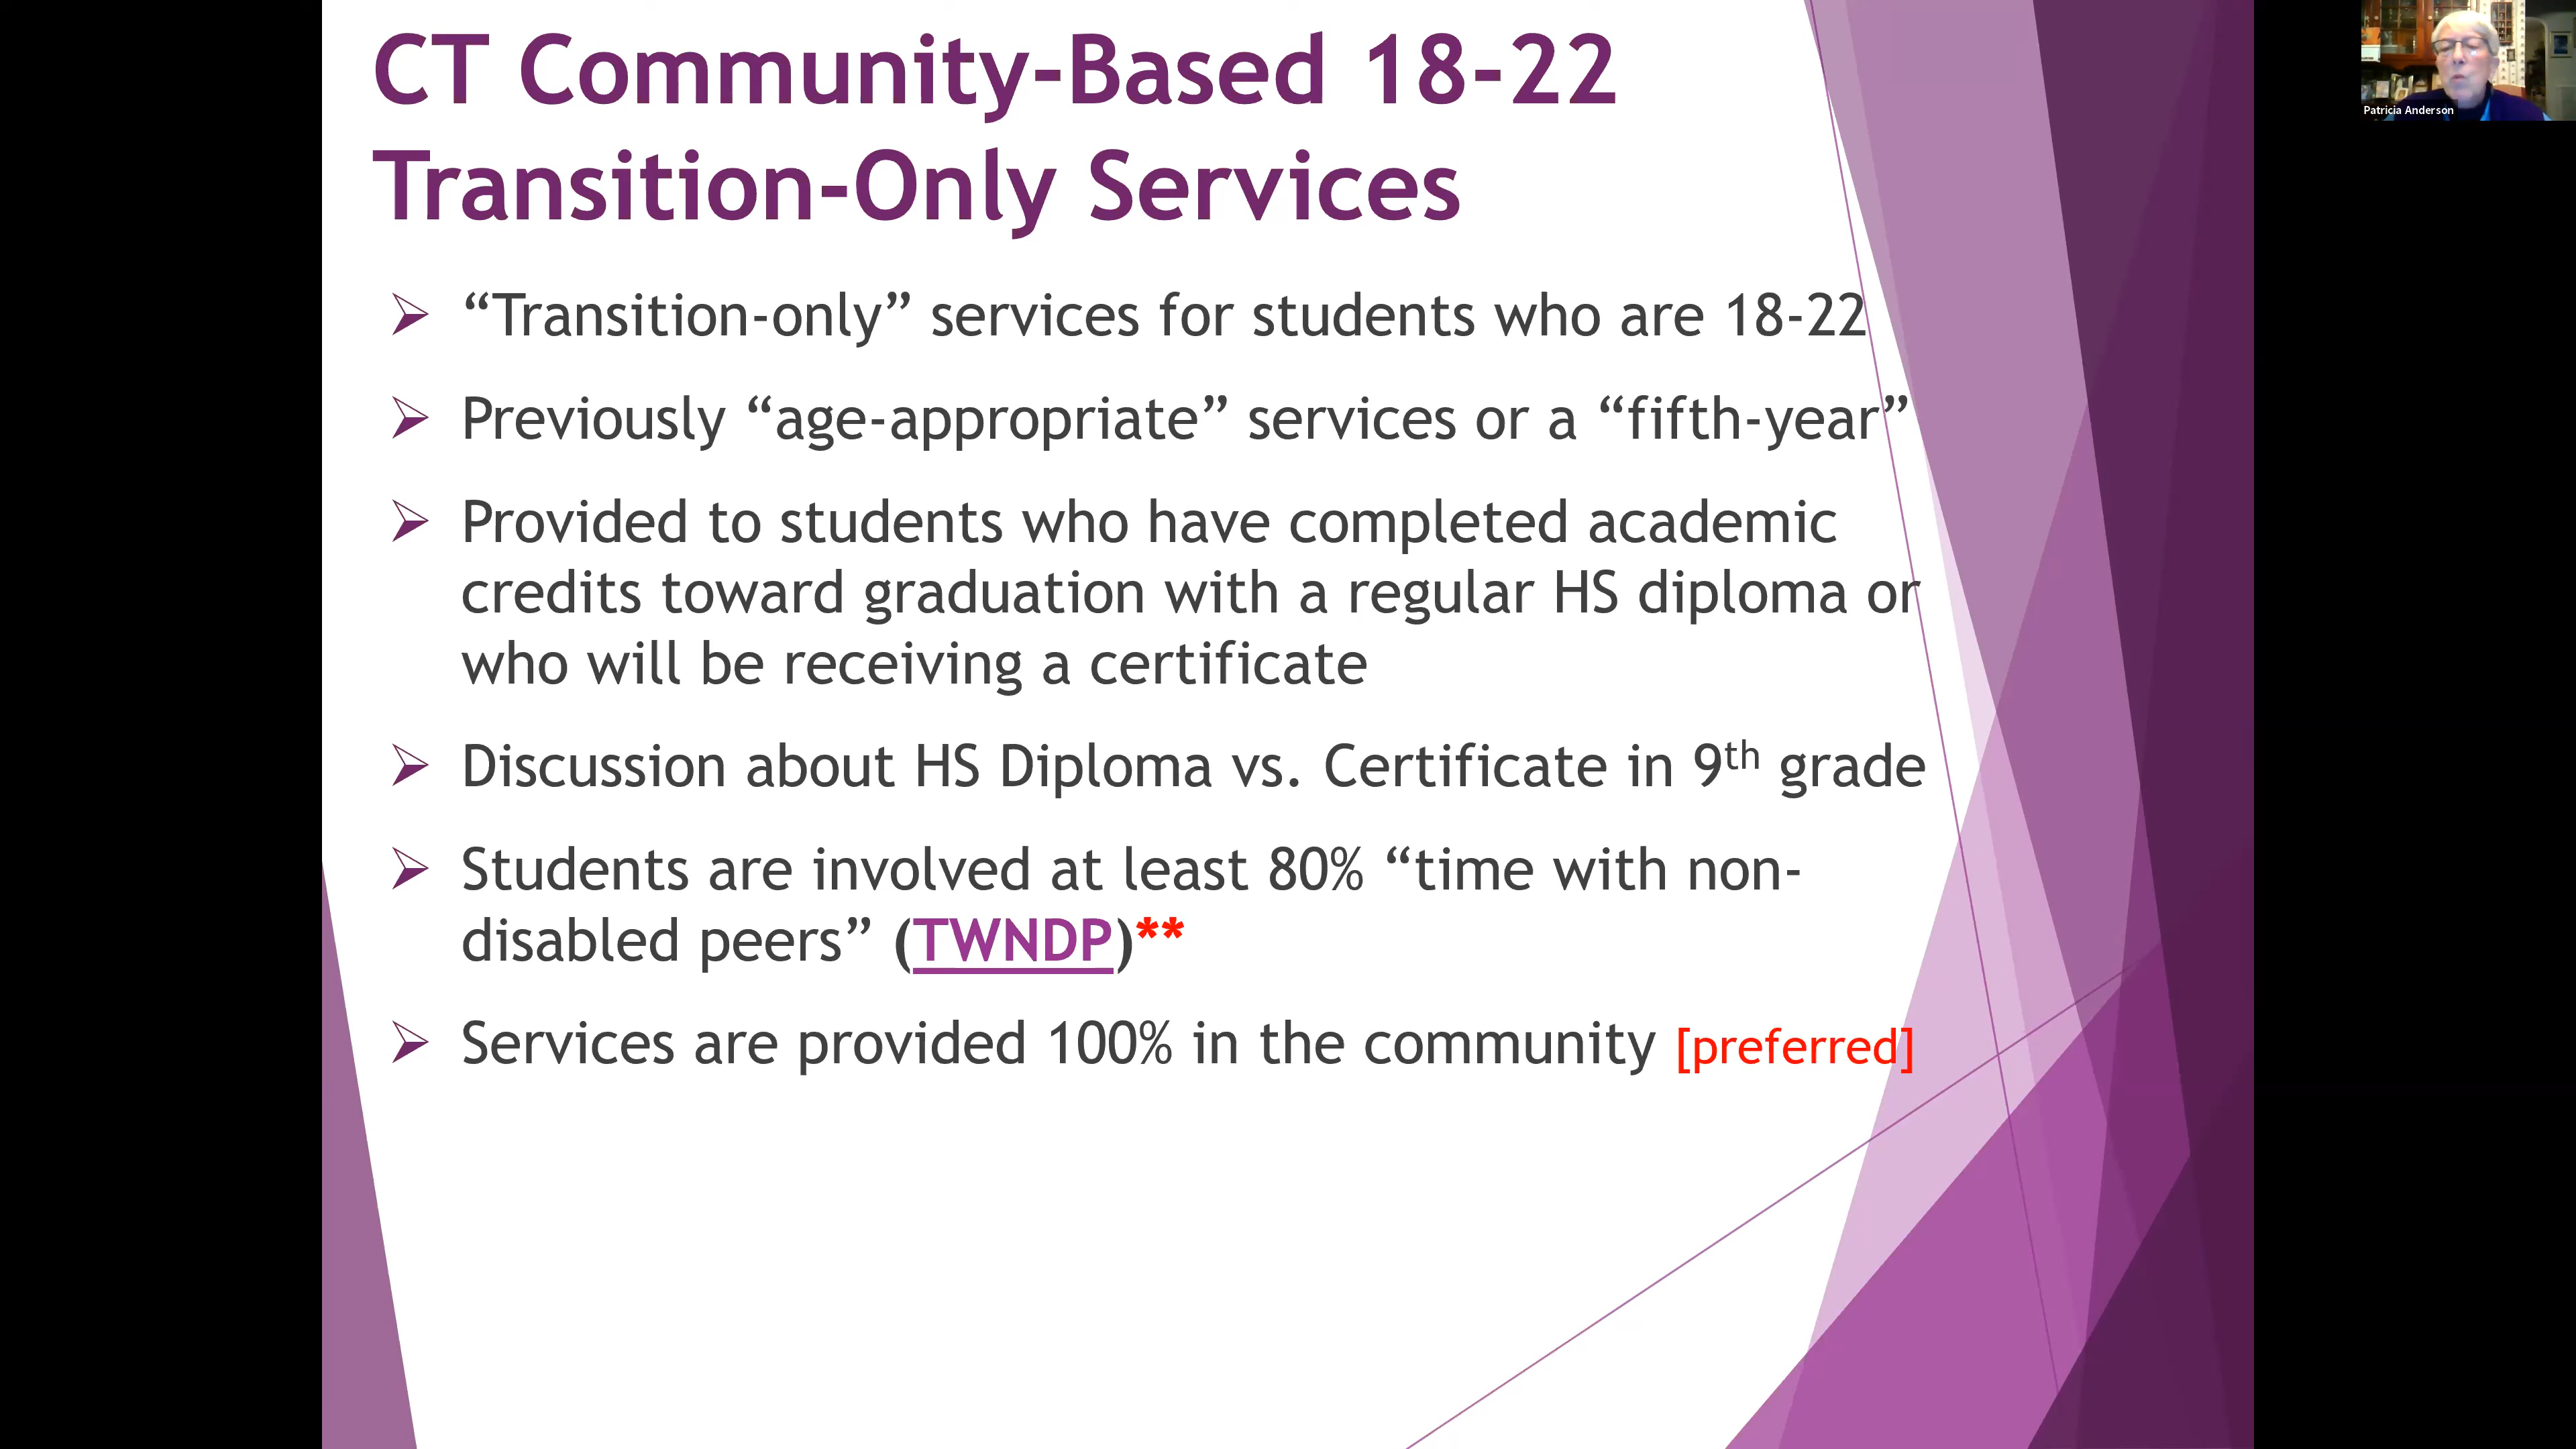 CT Community-Based 18-22
Transition-Only Services
“Transition-only” services for students who are 18-22
Previously “age-appropriate” services or a “fifth-year”
Provided to students who have completed academic
credits toward graduation with a regular HS diploma or
who will be receiving a certificate
Discussion about HS Diploma vs. Certificate in 9th grade
Students are involved at least 80% “time with non-
disabled peers” (TWNDP)**
Services are provided 100% in the community [preferred]
Patricia Anderson